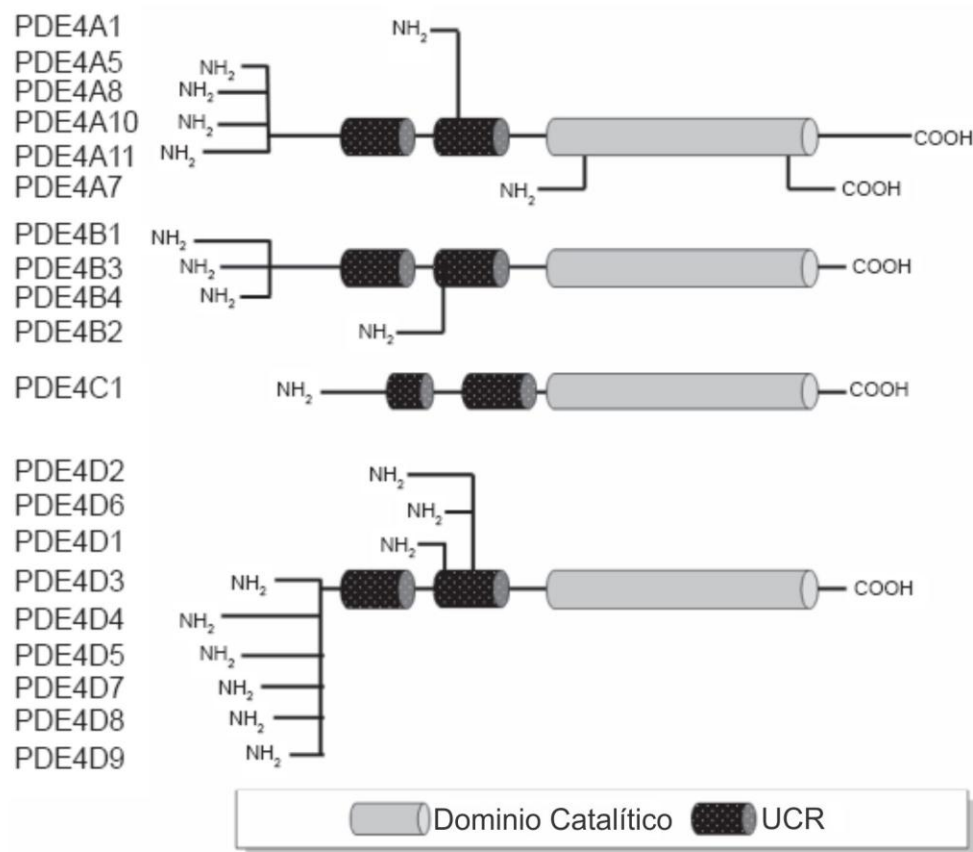 PDE4A1
NH2
PDE4A5
NH2
PDE4A8
NH2
PDE4A10
NH2
PDE4A11
NH2
COOH
PDE4A7
NH2
COOH
PDE4B1
NH2
PDE4B3
NH2
COOH
PDE4B4
NH2
PDE4B2
NH2
PDE4C1
NH2
COOH
PDE4D2
NH2
PDE4D6
NH2
PDE4D1
NH2
PDE4D3
NH2
COOH
PDE4D4
NH2
PDE4D5
NH2
PDE4D7
NH2
PDE4D8
NH2
PDE4D9
NH2
Dominio Catalítico UCR